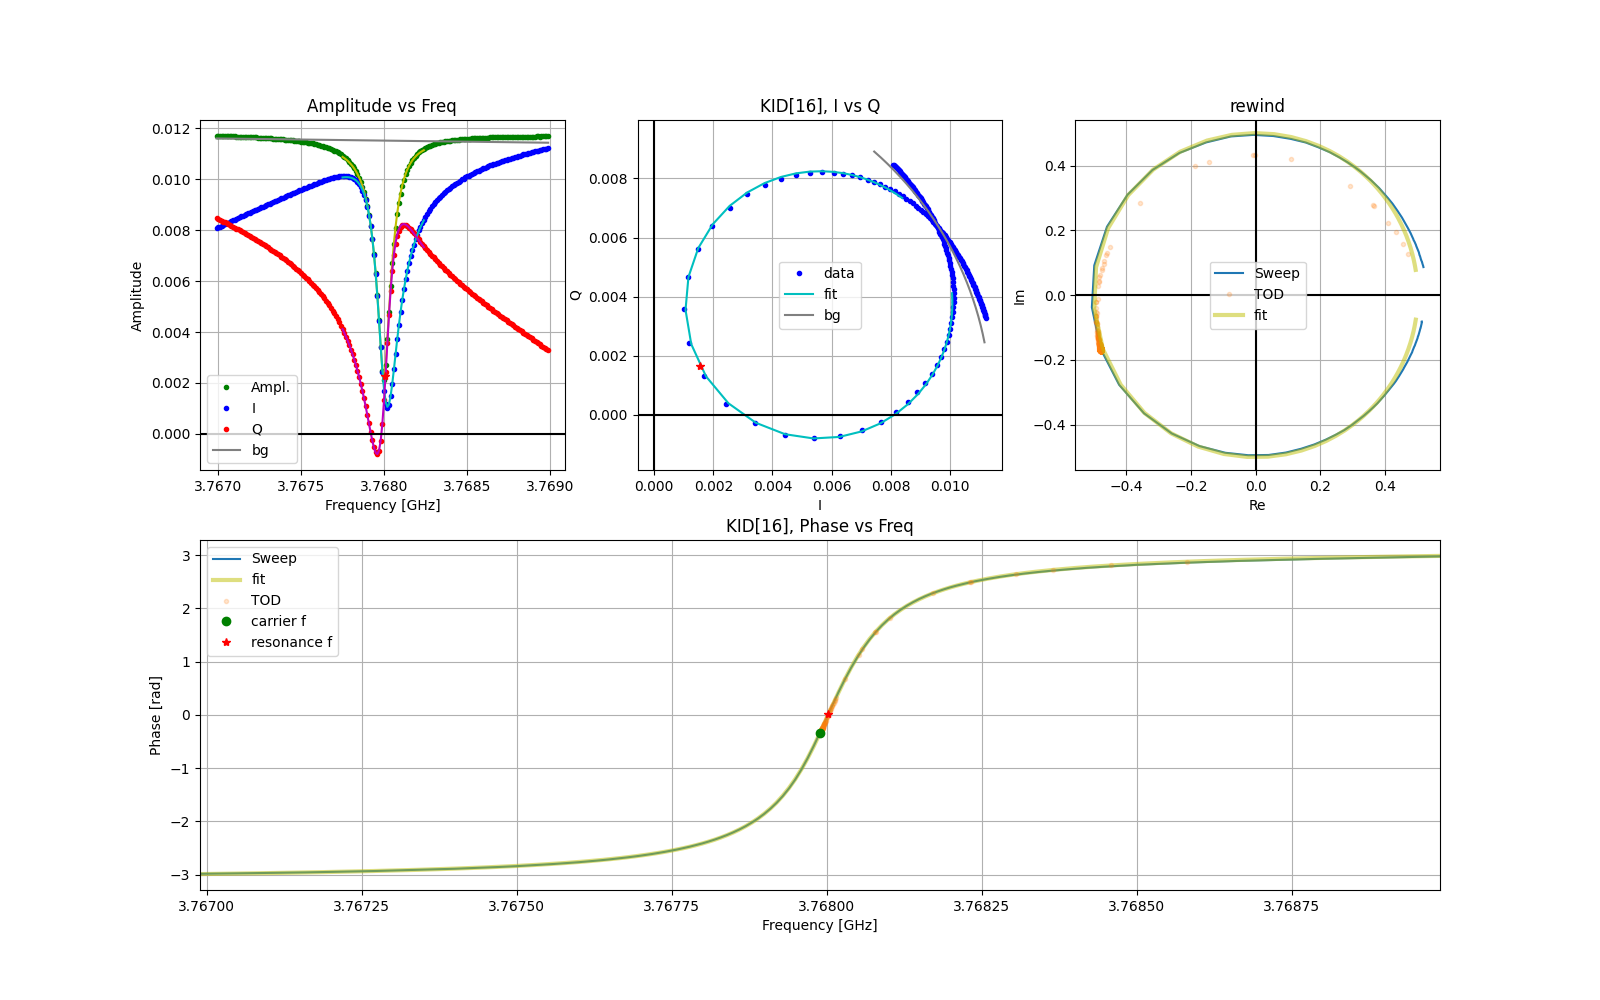 Amplitude vs Freq
0.012
0.010
0.008
0.006
0.004
0.002
0.000
Amplitude
Ampl.
I
Q
bg
3.7670 3.7675 3.7680 3.7685 3.7690
Frequency [GHz]
KID[16], I vs Q
0.008
0.006
0.004
0.002
0.000
Q
data
fit
bg
0.000 0.002 0.004 0.006 0.008 0.010
I
rewind
0.4
0.2
0.0
−0.2
−0.4
Im
Sweep
TOD
fit
−0.4 −0.2 0.0 0.2 0.4
Re
KID[16], Phase vs Freq
3
2
1
0
−1
−2
−3
Phase [rad]
Sweep
fit
TOD
carrier f
resonance f
3.76700 3.76725 3.76750 3.76775 3.76800 3.76825 3.76850 3.76875
Frequency [GHz]